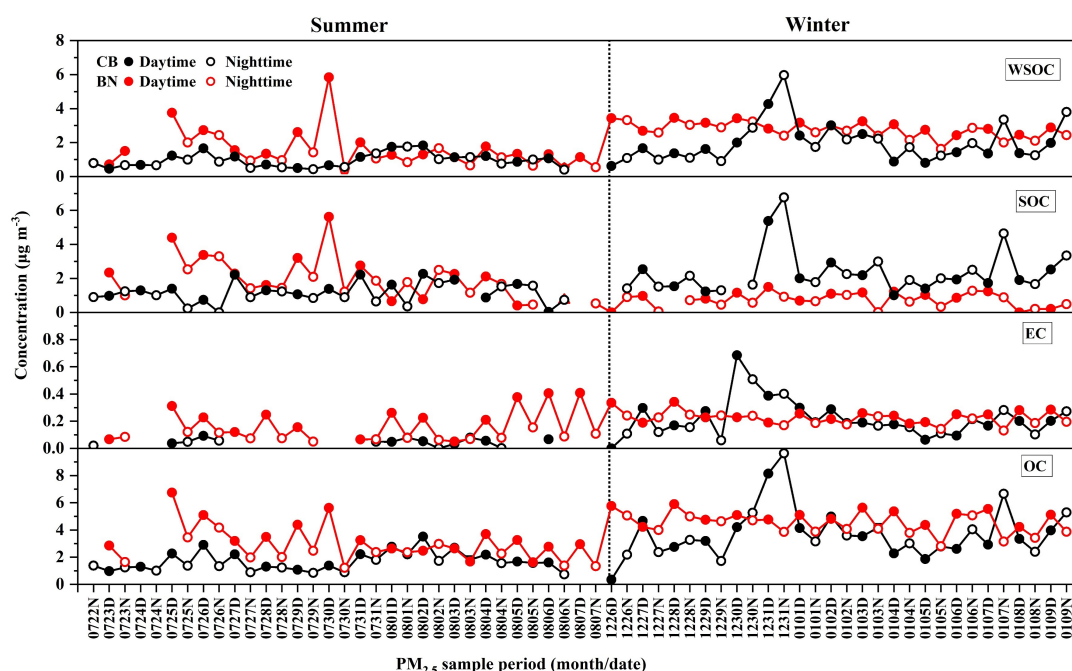 Summer Winter
8
6
4
2
0
CB Daytime Nighttime
BN Daytime Nighttime
WSOC
6
4
2
0
SOC
Concentration (μg m⁻³)
0.8
0.6
0.4
0.2
0.0
EC
8
6
4
2
0
OC
0722N 0723D 0723N 0724D 0724N 0725D 0725N 0726D 0726N 0727D 0727N 0728D 0728N 0729D 0729N 0730D 0730N 0731D 0731N 0801D 0801N 0802D 0802N 0803D 0803N 0804D 0804N 0805D 0805N 0806D 0806N 0807D 0807N 1226D 1226N 1227D 1227N 1228D 1228N 1229D 1229N 1230D 1230N 1231D 1231N 0101D 0101N 0102D 0102N 0103D 0103N 0104D 0104N 0105D 0105N 0106D 0106N 0107D 0107N 0108D 0108N 0109D 0109N
PM₂.₅ sample period (month/date)